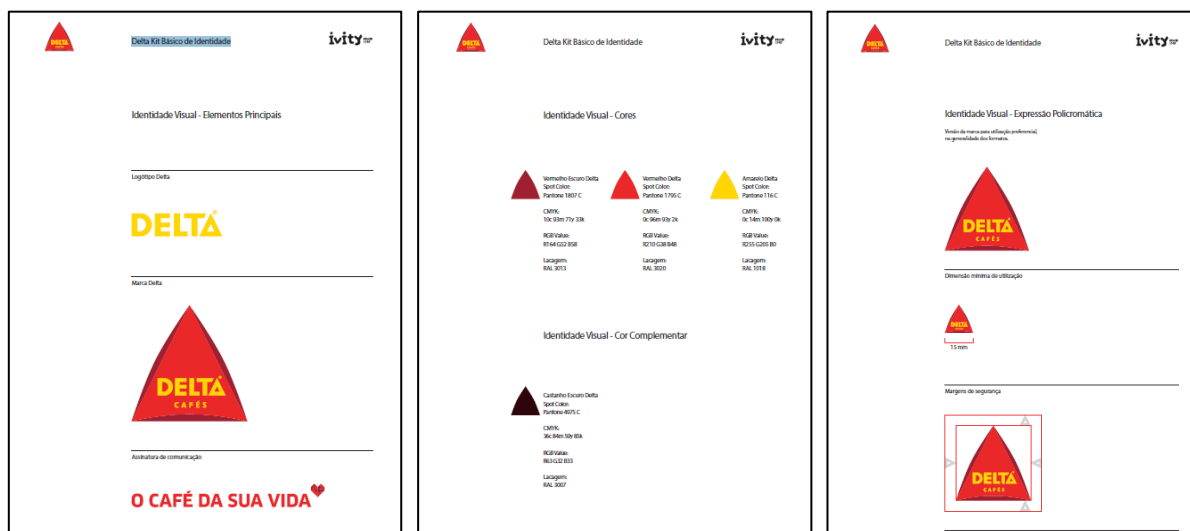 DELTA
Delta Kit Básico de Identidade
ivity
Identidade Visual - Elementos Principais
Logótipo Delta
DELTA
Marca Delta
DELTA
CAFÉS
Assinatura de comunicação
O CAFÉ DA SUA VIDA
DELTA
Delta Kit Básico de Identidade
ivity
Identidade Visual - Cores
Vermelho Escuro Delta
Spot Color:
Pantone 1807 C
CMYK:
10c 93m 71y 33k
RGB Value:
R164 G52 B58
Lacagem:
RAL 3013
Vermelho Delta
Spot Color:
Pantone 1795 C
CMYK:
0c 96m 93y 2k
RGB Value:
R210 G38 B48
Lacagem:
RAL 3020
Amarelo Delta
Spot Color:
Pantone 116 C
CMYK:
0c 14m 100y 0k
RGB Value:
R255 G205 B0
Lacagem:
RAL 1018
Identidade Visual - Cor Complementar
Castanho Escuro Delta
Spot Color:
Pantone 4975 C
CMYK:
36c 84m 59y 83k
RGB Value:
R63 G32 B33
Lacagem:
RAL 3007
DELTA
Delta Kit Básico de Identidade
ivity
Identidade Visual - Expressão Policromática
Versão da marca para utilização preferencial,
na generalidade dos formatos.
DELTA
CAFÉS
Dimensão mínima de utilização
DELTA
15 mm
Margens de segurança
DELTA
CAFÉS